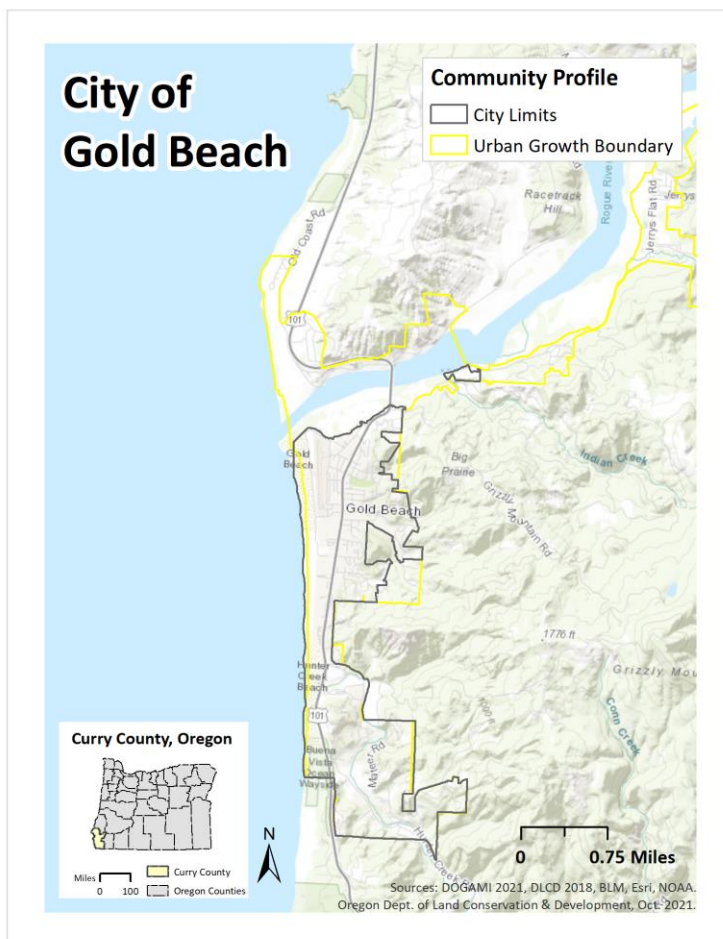 City of
Gold Beach
Community Profile
City Limits
Urban Growth Boundary
Old Coast Rd
Racetrack
Hill
Rogue River
Jerrys Flat Rd
Jerrys
101
Gold
Beach
Big
Prairie
Indian Creek
Grizzly Mountain Rd
Gold Beach
1776 ft
Grizzly Mou
Hunter
Creek
Beach
Conn Creek
101
Mateer Rd
Buena
Vista
Ocean
Wayside
Curry County, Oregon
Miles
0 100
Curry County
Oregon Counties
N
0 0.75 Miles
Sources: DOGAMI 2021, DLCD 2018, BLM, Esri, NOAA.
Oregon Dept. of Land Conservation & Development, Oct. 2021.